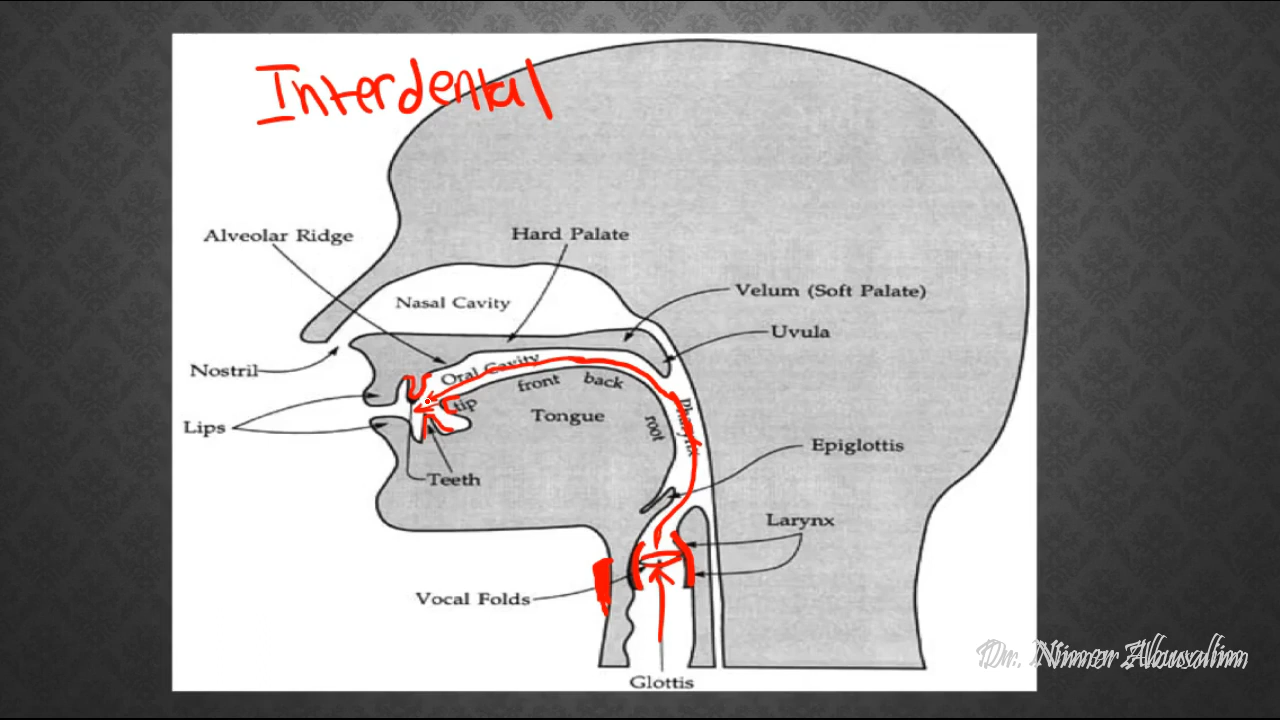 Interdental
Alveolar Ridge
Hard Palate
Nasal Cavity
Velum (Soft Palate)
Uvula
Nostril
Oral Cavity
tip
front
back
Pharynx
Lips
Tongue
root
Epiglottis
Teeth
Larynx
Vocal Folds
Dr. Nimer Abusalim
Glottis